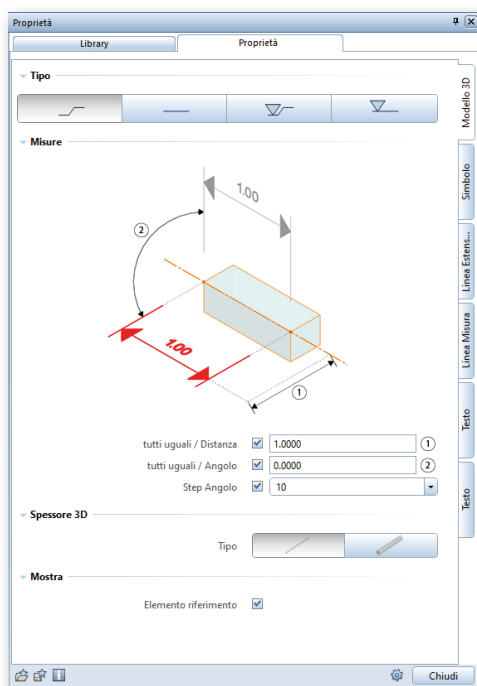 Proprietà
Library
Proprietà
Tipo
Misure
1.00
2
1.00
1
tutti uguali / Distanza 1.0000 1
tutti uguali / Angolo 0.0000 2
Step Angolo 10
Spessore 3D
Tipo
Mostra
Elemento riferimento
Chiudi
Modello 3D
Simbolo
Linea Estens...
Linea Misura
Testo
Testo